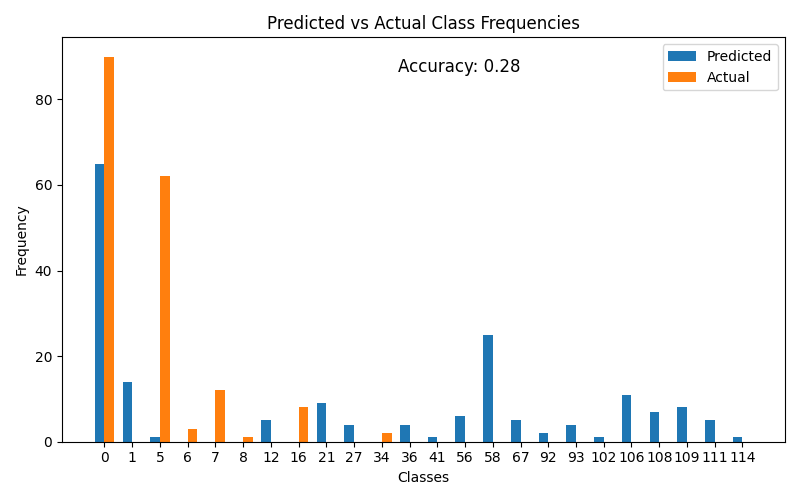 Predicted vs Actual Class Frequencies
Accuracy: 0.28
Predicted
Actual
Frequency
80
60
40
20
0
0 1 5 6 7 8 12 16 21 27 34 36 41 56 58 67 92 93 102 106 108 109 111 114
Classes